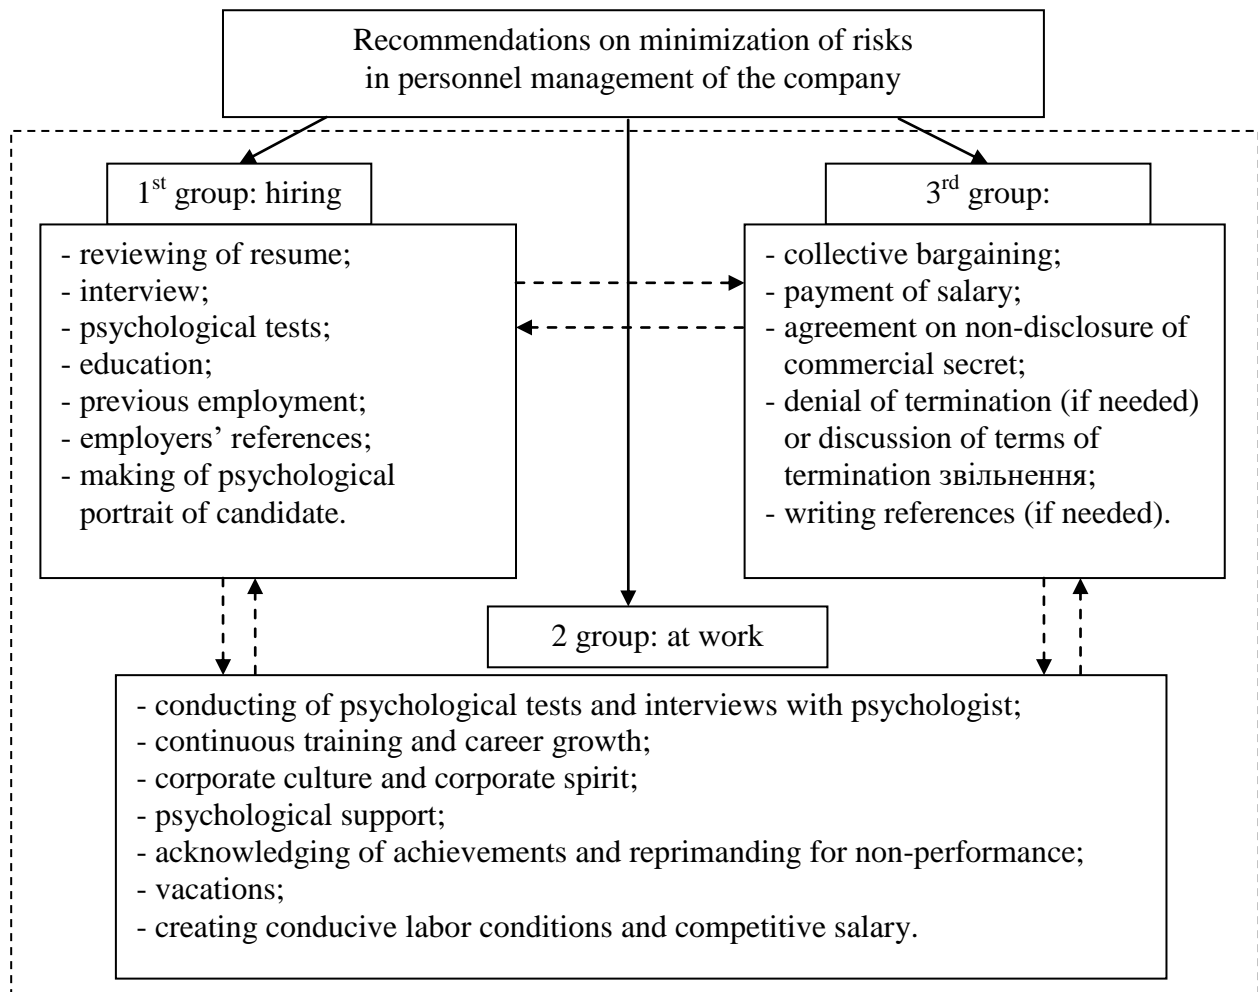 Recommendations on minimization of risks
in personnel management of the company
1st group: hiring
- reviewing of resume;
- interview;
- psychological tests;
- education;
- previous employment;
- employers’ references;
- making of psychological
portrait of candidate.
3rd group:
- collective bargaining;
- payment of salary;
- agreement on non-disclosure of
commercial secret;
- denial of termination (if needed)
or discussion of terms of
termination звільнення;
- writing references (if needed).
2 group: at work
- conducting of psychological tests and interviews with psychologist;
- continuous training and career growth;
- corporate culture and corporate spirit;
- psychological support;
- acknowledging of achievements and reprimanding for non-performance;
- vacations;
- creating conducive labor conditions and competitive salary.